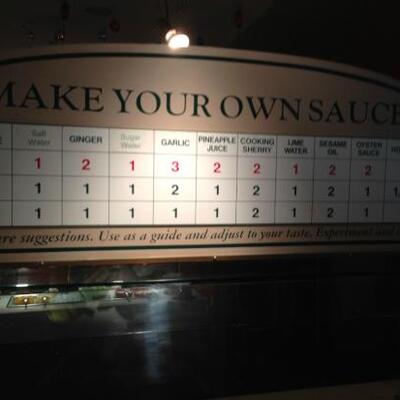 MAKE YOUR OWN SAUCE
Salt Water GINGER Sugar Water GARLIC PINEAPPLE JUICE COOKING SHERRY LIME WATER SESAME OIL OYSTER SAUCE
1 2 1 3 2 2 1 2 2
1 1 1 2 1 2 1 2 1
1 1 1 1 1 2 1 2 1
are suggestions. Use as a guide and adjust to your taste. Experiment and